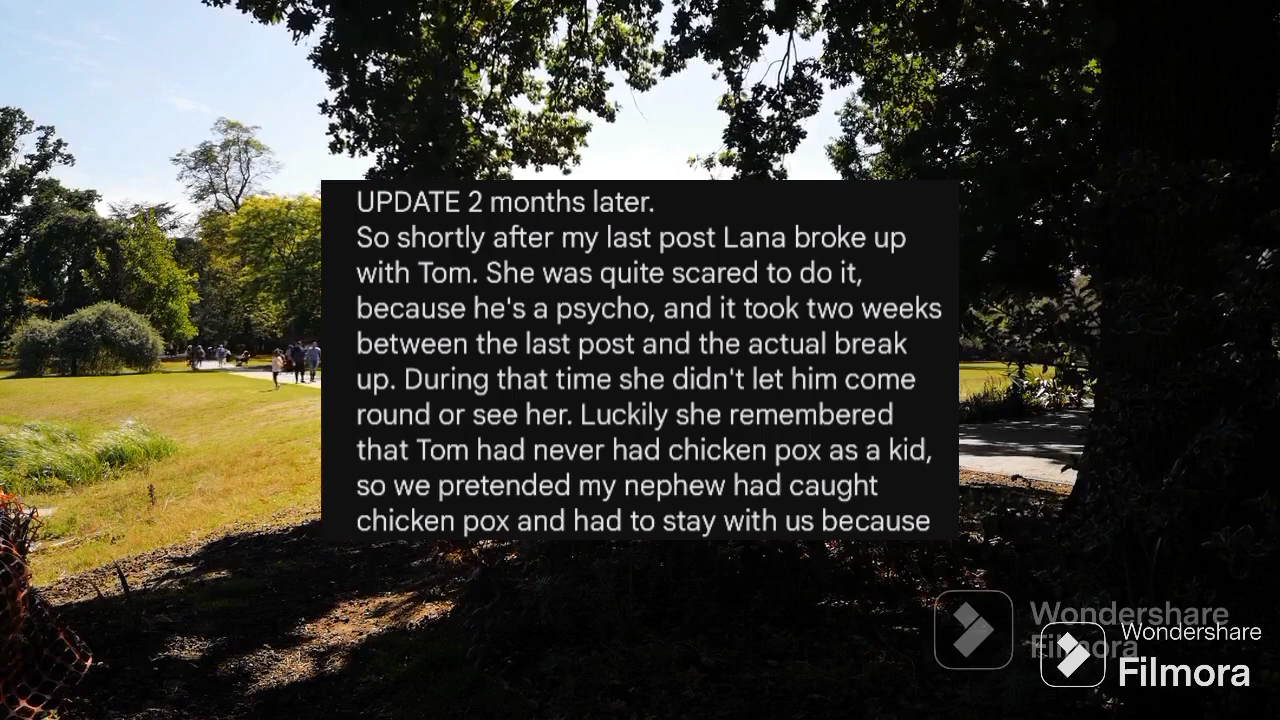 UPDATE 2 months later.
So shortly after my last post Lana broke up
with Tom. She was quite scared to do it,
because he's a psycho, and it took two weeks
between the last post and the actual break
up. During that time she didn't let him come
round or see her. Luckily she remembered
that Tom had never had chicken pox as a kid,
so we pretended my nephew had caught
chicken pox and had to stay with us because
Wondershare
Filmora
Wondershare
Filmora